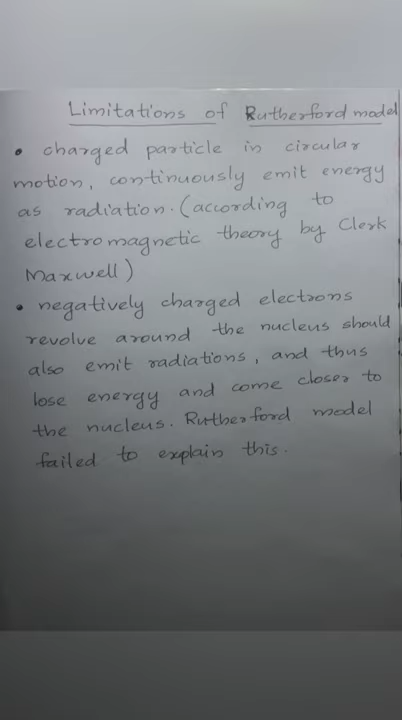 Limitations of Rutherford model
• charged particle in circular
motion, continuously emit energy
as radiation. (according to
electromagnetic theory by Clerk
Maxwell)
• negatively charged electrons
revolve around the nucleus should
also emit radiations, and thus
lose energy and come closer to
the nucleus. Rutherford model
failed to explain this.